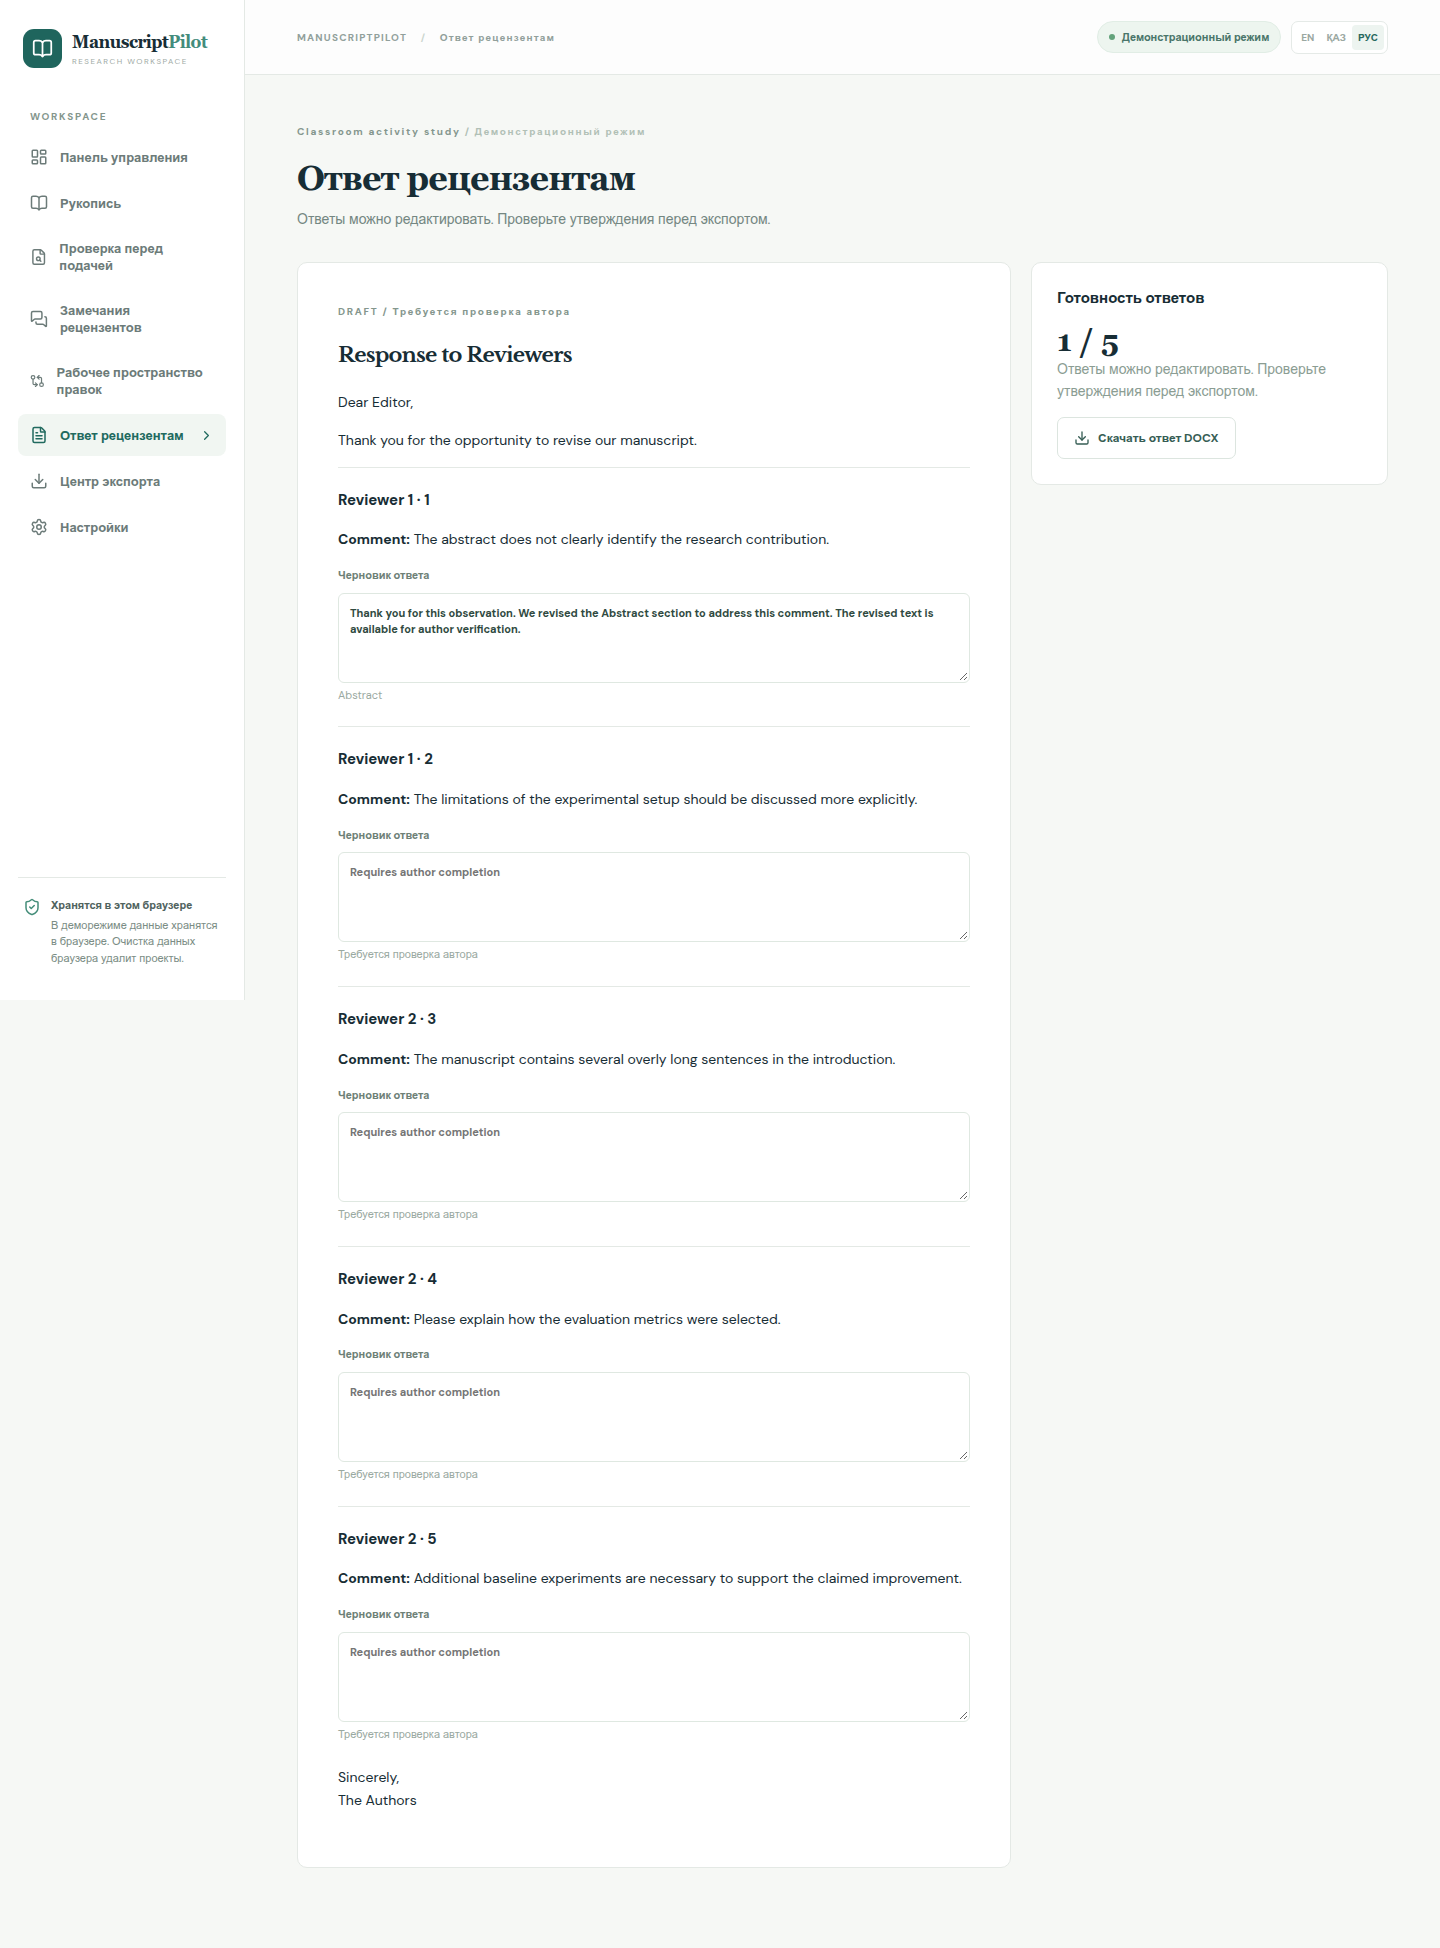 ManuscriptPilot
RESEARCH WORKSPACE
WORKSPACE
Панель управления
Рукопись
Проверка перед
подачей
Замечания
рецензентов
Рабочее пространство
правок
Ответ рецензентам
Центр экспорта
Настройки
Хранятся в этом браузере
В деморежиме данные хранятся
в браузере. Очистка данных
браузера удалит проекты.
MANUSCRIPTPILOT / Ответ рецензентам
Демонстрационный режим
EN ҚАЗ РУС
Classroom activity study / Демонстрационный режим
Ответ рецензентам
Ответы можно редактировать. Проверьте утверждения перед экспортом.
DRAFT / Требуется проверка автора
Response to Reviewers
Dear Editor,
Thank you for the opportunity to revise our manuscript.
Reviewer 1 · 1
Comment: The abstract does not clearly identify the research contribution.
Черновик ответа
Thank you for this observation. We revised the Abstract section to address this comment. The revised text is
available for author verification.
Abstract
Reviewer 1 · 2
Comment: The limitations of the experimental setup should be discussed more explicitly.
Черновик ответа
Requires author completion
Требуется проверка автора
Reviewer 2 · 3
Comment: The manuscript contains several overly long sentences in the introduction.
Черновик ответа
Requires author completion
Требуется проверка автора
Reviewer 2 · 4
Comment: Please explain how the evaluation metrics were selected.
Черновик ответа
Requires author completion
Требуется проверка автора
Reviewer 2 · 5
Comment: Additional baseline experiments are necessary to support the claimed improvement.
Черновик ответа
Requires author completion
Требуется проверка автора
Sincerely,
The Authors
Готовность ответов
1 / 5
Ответы можно редактировать. Проверьте
утверждения перед экспортом.
Скачать ответ DOCX